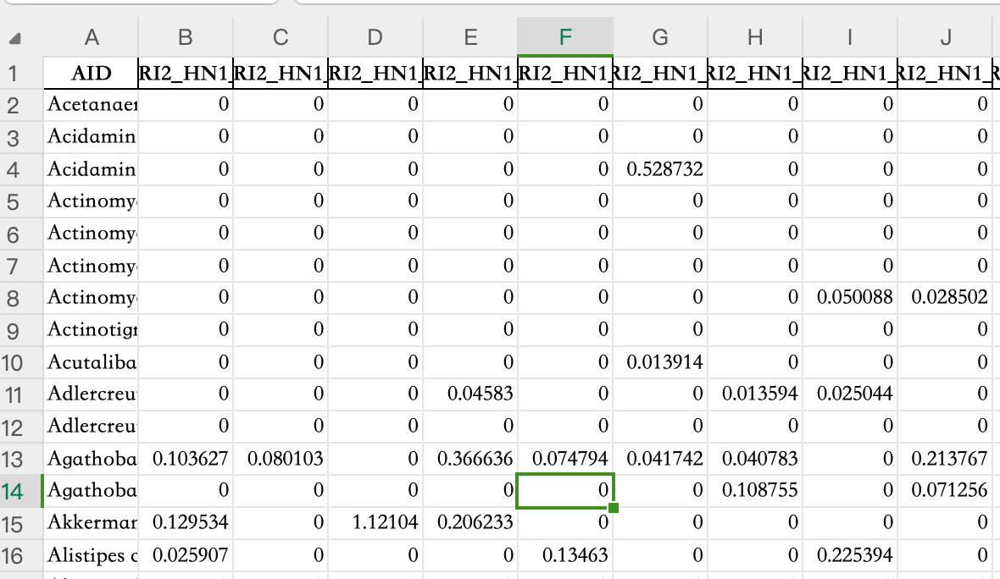 A B C D E F G H I J
1 AID RI2_HN1_ RI2_HN1_ RI2_HN1_ RI2_HN1_ RI2_HN1_ RI2_HN1_ RI2_HN1_ RI2_HN1_ RI2_HN1_
2 Acetanaer 0 0 0 0 0 0 0 0 0
3 Acidamin 0 0 0 0 0 0 0 0 0
4 Acidamin 0 0 0 0 0 0.528732 0 0 0
5 Actinomy 0 0 0 0 0 0 0 0 0
6 Actinomy 0 0 0 0 0 0 0 0 0
7 Actinomy 0 0 0 0 0 0 0 0 0
8 Actinomy 0 0 0 0 0 0 0 0.050088 0.028502
9 Actinotigr 0 0 0 0 0 0 0 0 0
10 Acutaliba 0 0 0 0 0 0.013914 0 0 0
11 Adlercreu 0 0 0 0.04583 0 0 0.013594 0.025044 0
12 Adlercreu 0 0 0 0 0 0 0 0 0
13 Agathoba 0.103627 0.080103 0 0.366636 0.074794 0.041742 0.040783 0 0.213767
14 Agathoba 0 0 0 0 0 0 0.108755 0 0.071256
15 Akkermar 0.129534 0 1.12104 0.206233 0 0 0 0 0
16 Alistipes c 0.025907 0 0 0 0.13463 0 0 0.225394 0